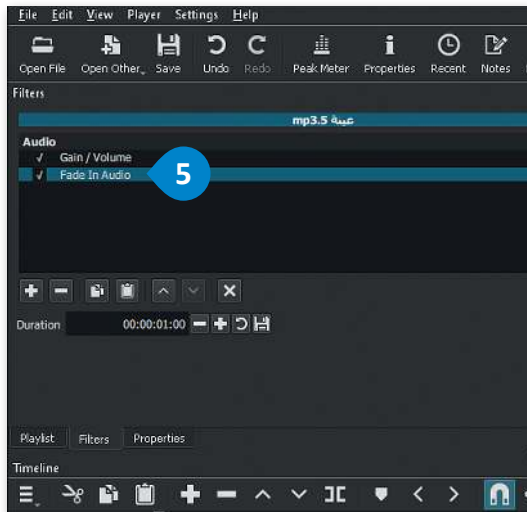 File Edit View Player Settings Help
Open File Open Other Save Undo Redo Peak Meter Properties Recent Notes
Filters
عينة mp3.5
Audio
√ Gain / Volume
√ Fade In Audio
5
Duration 00:00:01:00
Playlist Filters Properties
Timeline